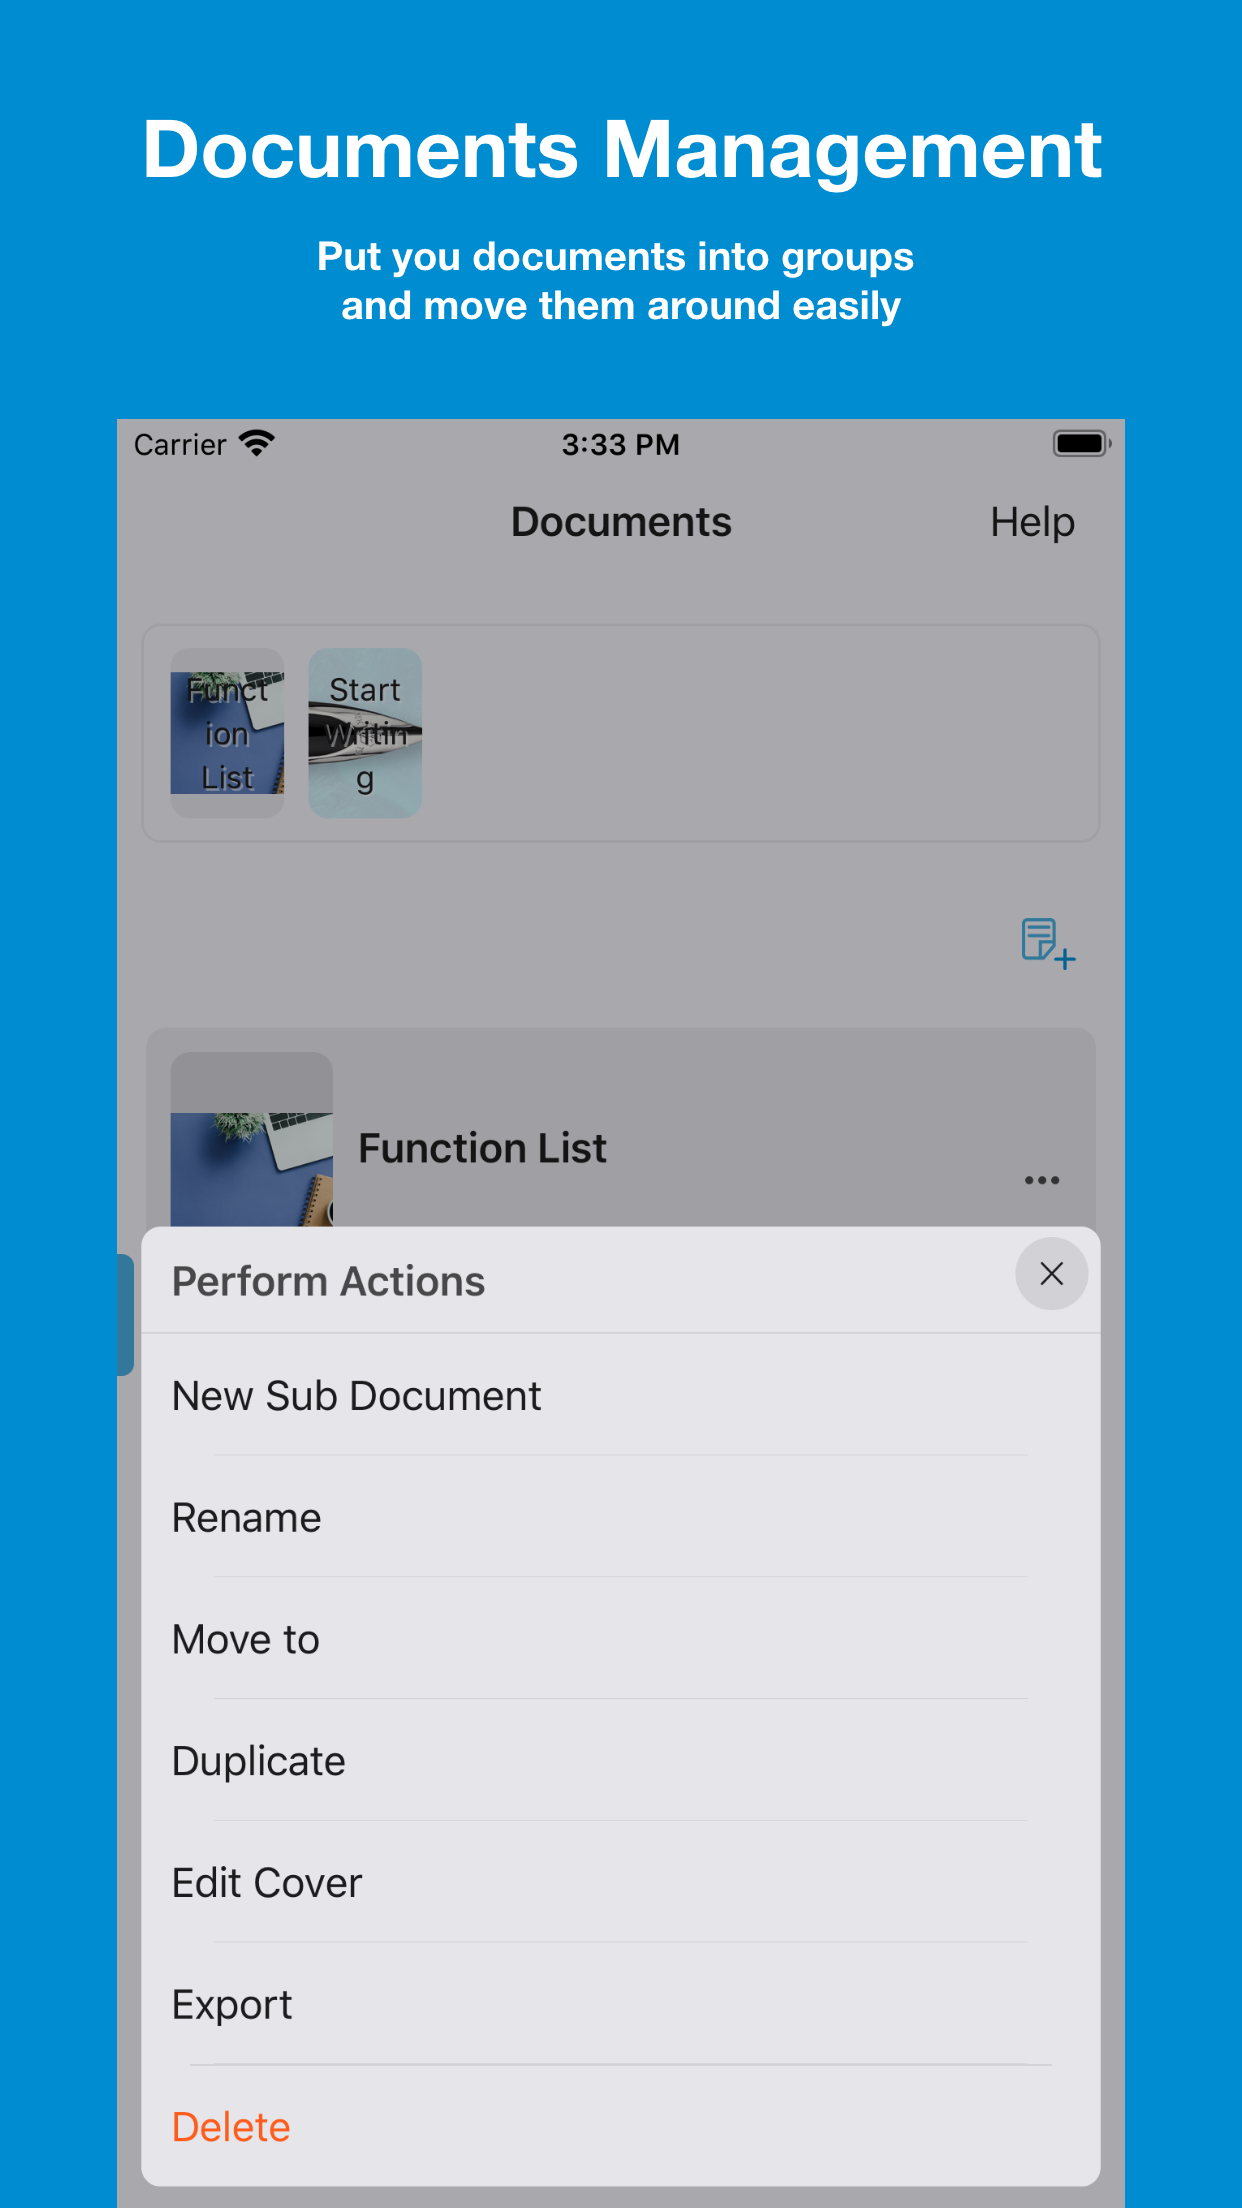 Documents Management
Put you documents into groups
and move them around easily
Carrier
3:33 PM
Documents
Help
Funct
ion
List
Start
Writin
g
Function List
Perform Actions
New Sub Document
Rename
Move to
Duplicate
Edit Cover
Export
Delete